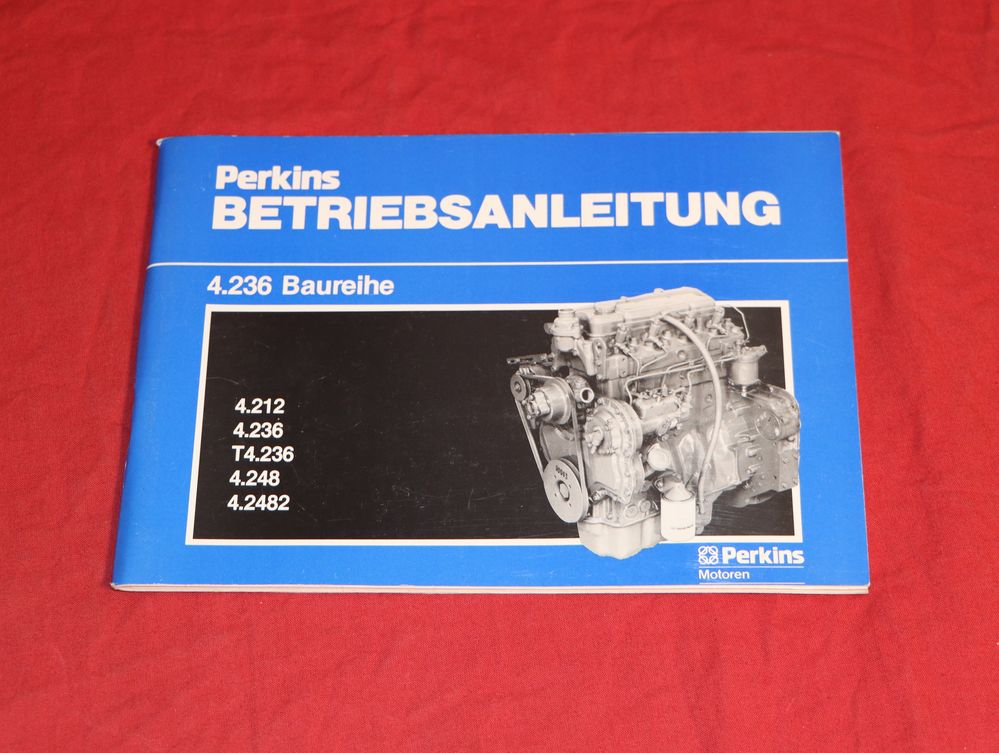 Perkins
BETRIEBSANLEITUNG
4.236 Baureihe
4.212
4.236
T4.236
4.248
4.2482
Perkins
Motoren